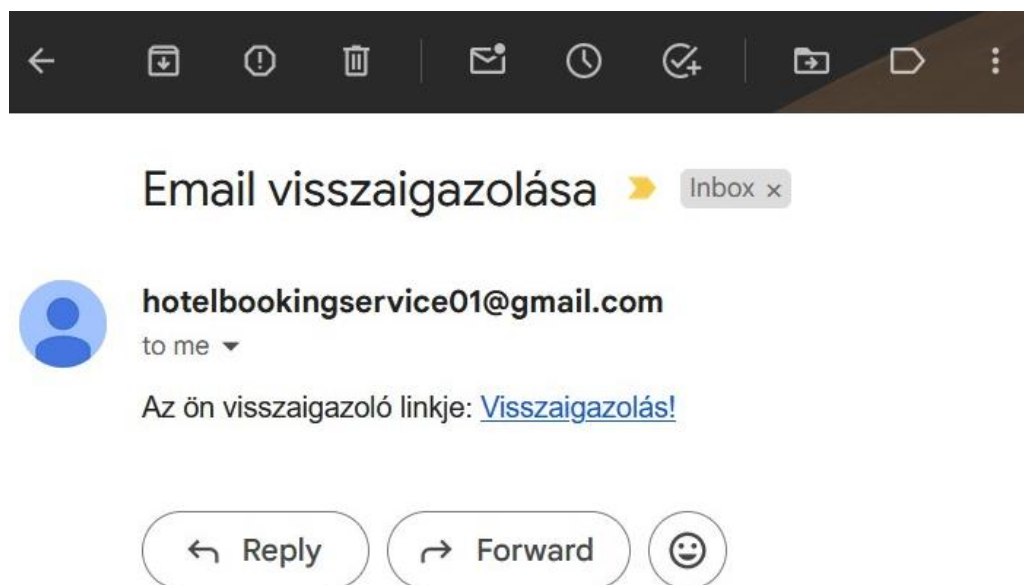 Email visszaigazolása
Inbox ×
hotelbookingservice01@gmail.com
to me
Az ön visszaigazoló linkje: Visszaigazolás!
Reply
Forward